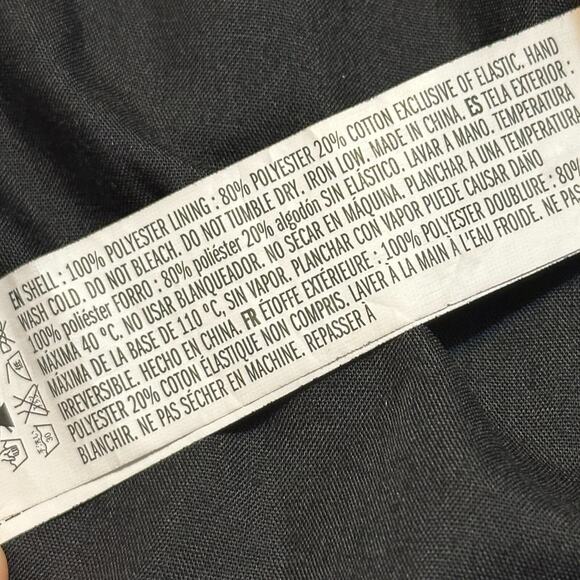 EN SHELL : 100% POLYESTER LINING : 80% POLYESTER 20% COTTON EXCLUSIVE OF ELASTIC. HAND
WASH COLD. DO NOT BLEACH. DO NOT TUMBLE DRY. IRON LOW. MADE IN CHINA. ES TELA EXTERIOR :
100% poliéster FORRO : 80% poliéster 20% algodón SIN ELÁSTICO. LAVAR A MANO. TEMPERATURA
MÁXIMA 40 °C. NO USAR BLANQUEADOR. NO SECAR EN MÁQUINA. PLANCHAR A UNA TEMPERATURA
MÁXIMA DE LA BASE DE 110 °C, SIN VAPOR. PLANCHAR CON VAPOR PUEDE CAUSAR DAÑO
IRREVERSIBLE. HECHO EN CHINA. FR ÉTOFFE EXTÉRIEURE : 100% POLYESTER DOUBLURE : 80%
POLYESTER 20% COTON ÉLASTIQUE NON COMPRIS. LAVER À LA MAIN À L'EAU FROIDE. NE PAS
BLANCHIR. NE PAS SÉCHER EN MACHINE. REPASSER À